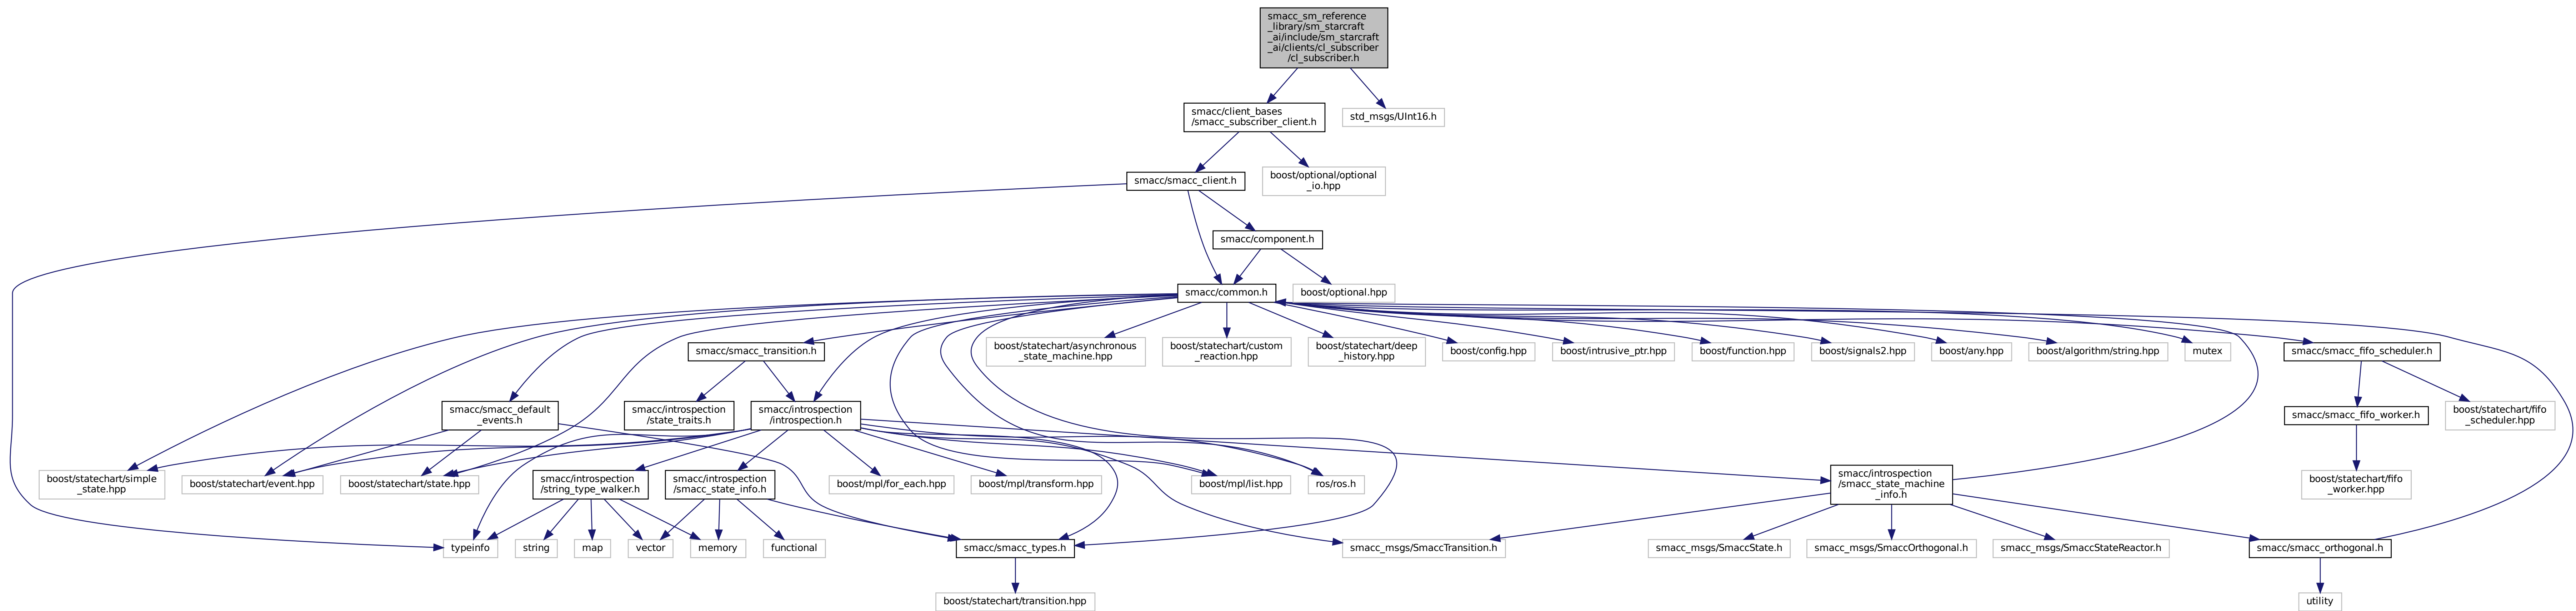 smacc_sm_reference
_library/sm_starcraft
_ai/include/sm_starcraft
_ai/clients/cl_subscriber
/cl_subscriber.h
smacc/client_bases
/smacc_subscriber_client.h
std_msgs/UInt16.h
smacc/smacc_client.h
boost/optional/optional
_io.hpp
smacc/component.h
smacc/common.h
boost/optional.hpp
smacc/smacc_transition.h
boost/statechart/asynchronous
_state_machine.hpp
boost/statechart/custom
_reaction.hpp
boost/statechart/deep
_history.hpp
boost/config.hpp
boost/intrusive_ptr.hpp
boost/function.hpp
boost/signals2.hpp
boost/any.hpp
boost/algorithm/string.hpp
mutex
smacc/smacc_fifo_scheduler.h
smacc/smacc_default
_events.h
smacc/introspection
/state_traits.h
smacc/introspection
/introspection.h
smacc/smacc_fifo_worker.h
boost/statechart/fifo
_scheduler.hpp
boost/statechart/simple
_state.hpp
boost/statechart/event.hpp
boost/statechart/state.hpp
smacc/introspection
/string_type_walker.h
smacc/introspection
/smacc_state_info.h
boost/mpl/for_each.hpp
boost/mpl/transform.hpp
boost/mpl/list.hpp
ros/ros.h
smacc/introspection
/smacc_state_machine
_info.h
boost/statechart/fifo
_worker.hpp
typeinfo
string
map
vector
memory
functional
smacc/smacc_types.h
smacc_msgs/SmaccTransition.h
smacc_msgs/SmaccState.h
smacc_msgs/SmaccOrthogonal.h
smacc_msgs/SmaccStateReactor.h
smacc/smacc_orthogonal.h
boost/statechart/transition.hpp
utility